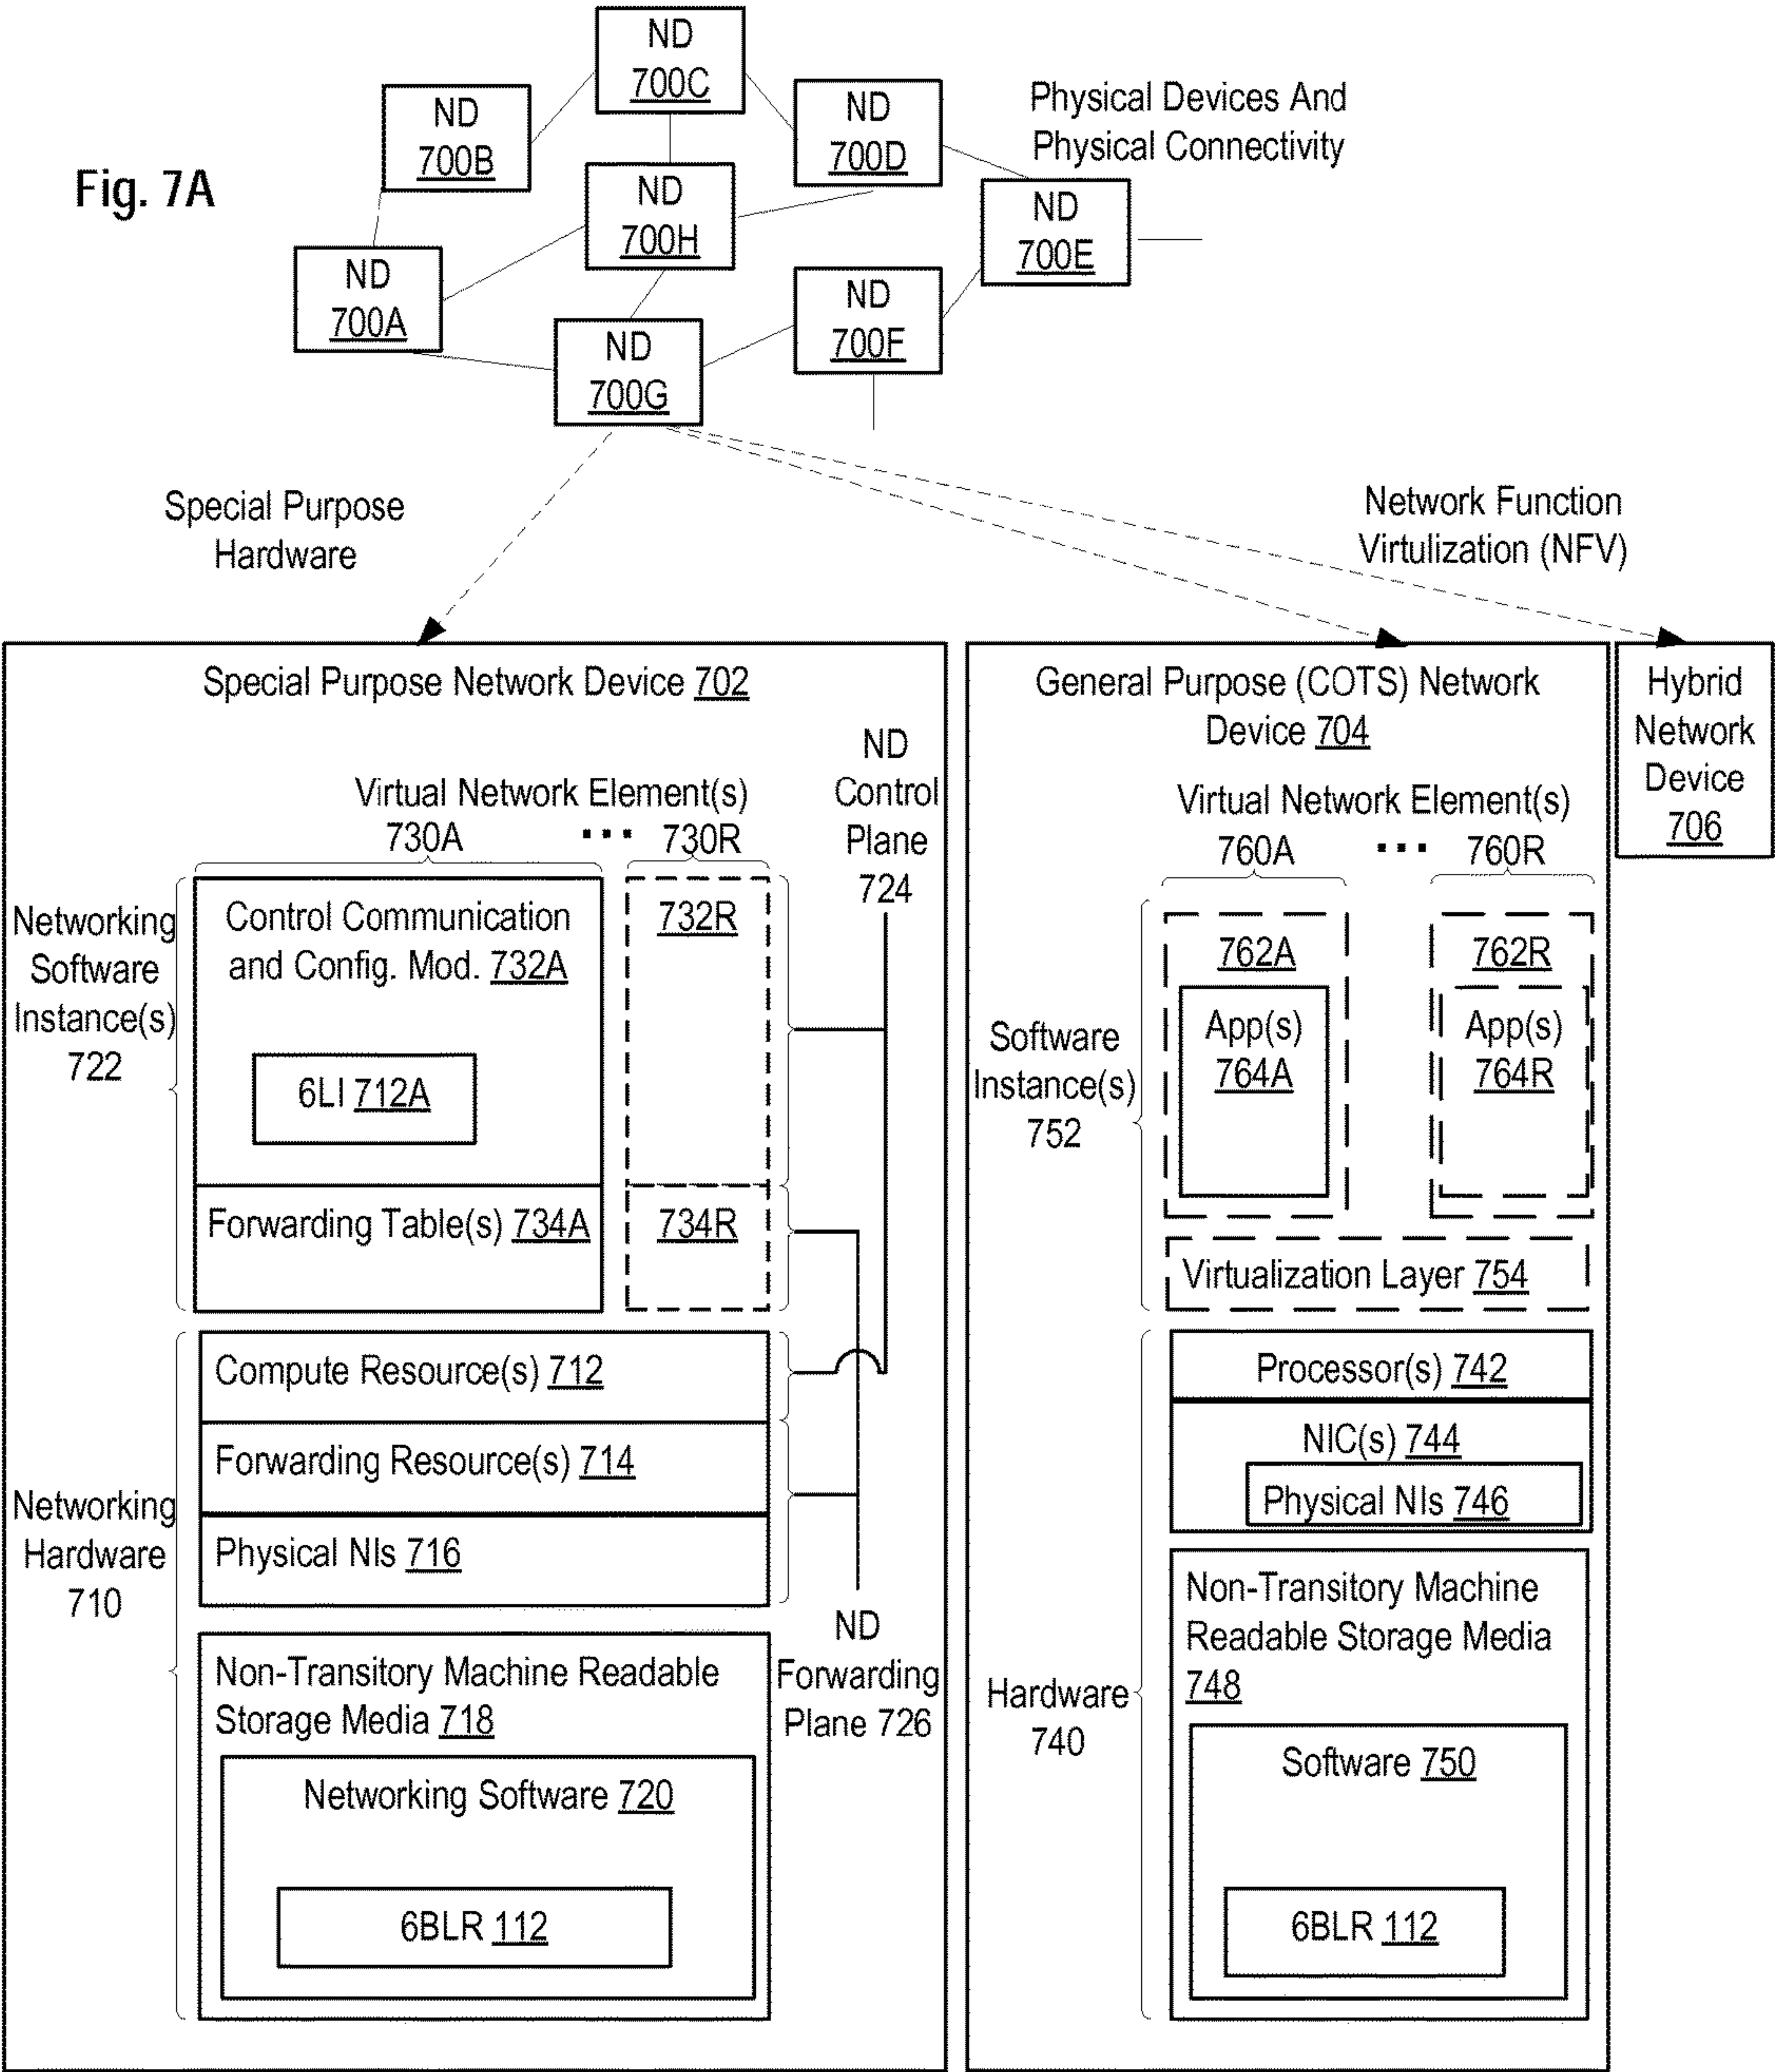 Fig. 7A
ND
700C
ND
700B
ND
700D
Physical Devices And
Physical Connectivity
ND
700H
ND
700E
ND
700A
ND
700F
ND
700G
Special Purpose
Hardware
Network Function
Virtulization (NFV)
Special Purpose Network Device 702
ND
Control
Plane
724
Virtual Network Element(s)
730A
...
730R
Networking
Software
Instance(s)
722
Control Communication
and Config. Mod. 732A
732R
6LI 712A
Forwarding Table(s) 734A
734R
Networking
Hardware
710
Compute Resource(s) 712
Forwarding Resource(s) 714
Physical NIs 716
ND
Forwarding
Plane 726
Non-Transitory Machine Readable
Storage Media 718
Networking Software 720
6BLR 112
General Purpose (COTS) Network
Device 704
Virtual Network Element(s)
760A
...
760R
Software
Instance(s)
752
762A
App(s)
764A
762R
App(s)
764R
Virtualization Layer 754
Hardware
740
Processor(s) 742
NIC(s) 744
Physical NIs 746
Non-Transitory Machine
Readable Storage Media
748
Software 750
6BLR 112
Hybrid
Network
Device
706